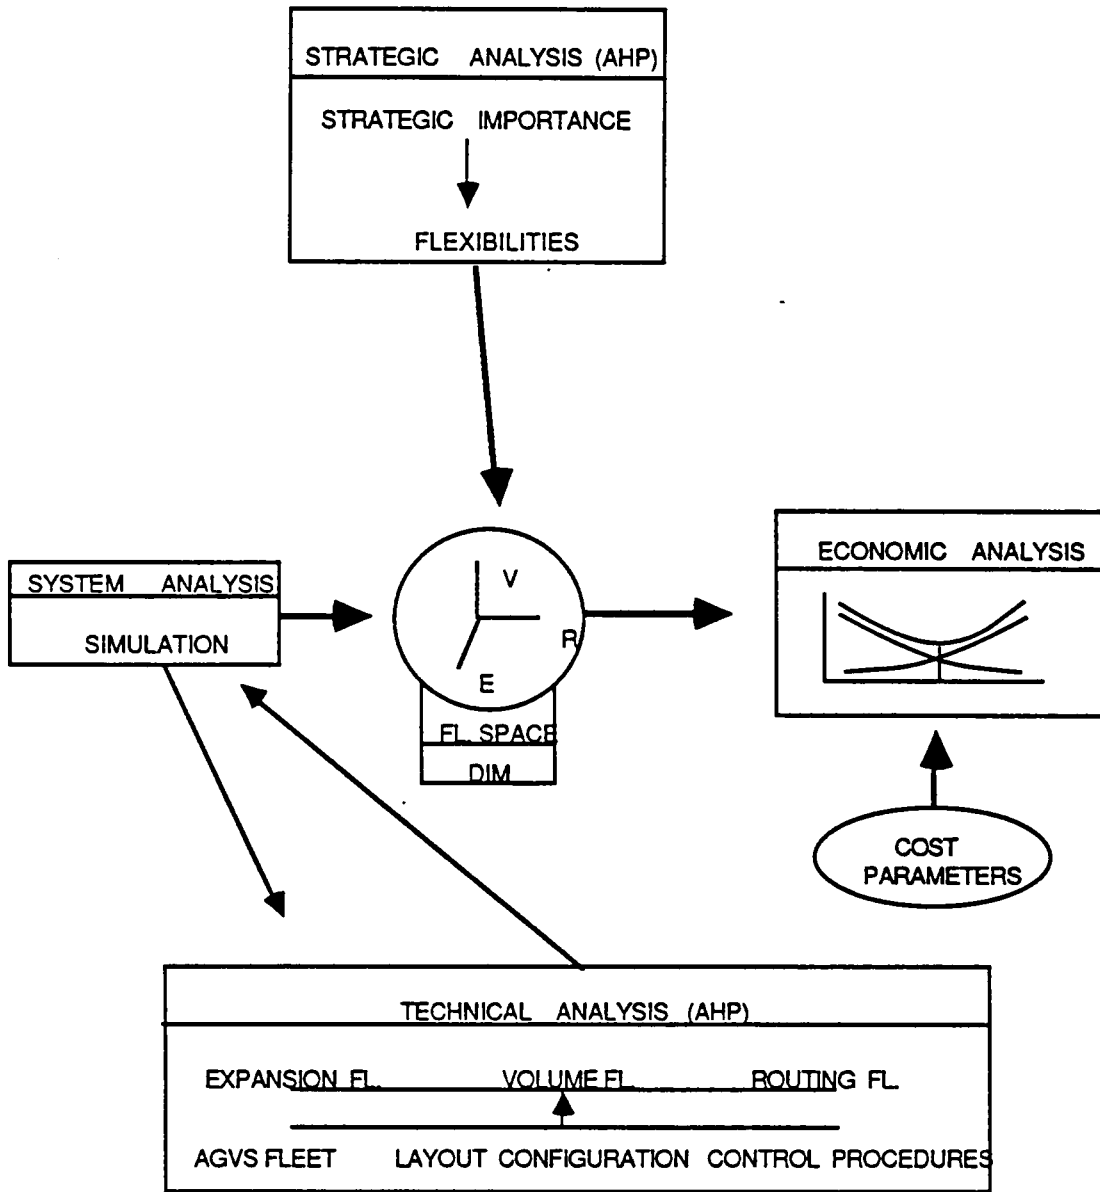 STRATEGIC ANALYSIS (AHP)
STRATEGIC IMPORTANCE
FLEXIBILITIES
SYSTEM ANALYSIS
SIMULATION
V
R
E
FL. SPACE
DIM
ECONOMIC ANALYSIS
COST
PARAMETERS
TECHNICAL ANALYSIS (AHP)
EXPANSION FL. VOLUME FL. ROUTING FL.
AGVS FLEET LAYOUT CONFIGURATION CONTROL PROCEDURES